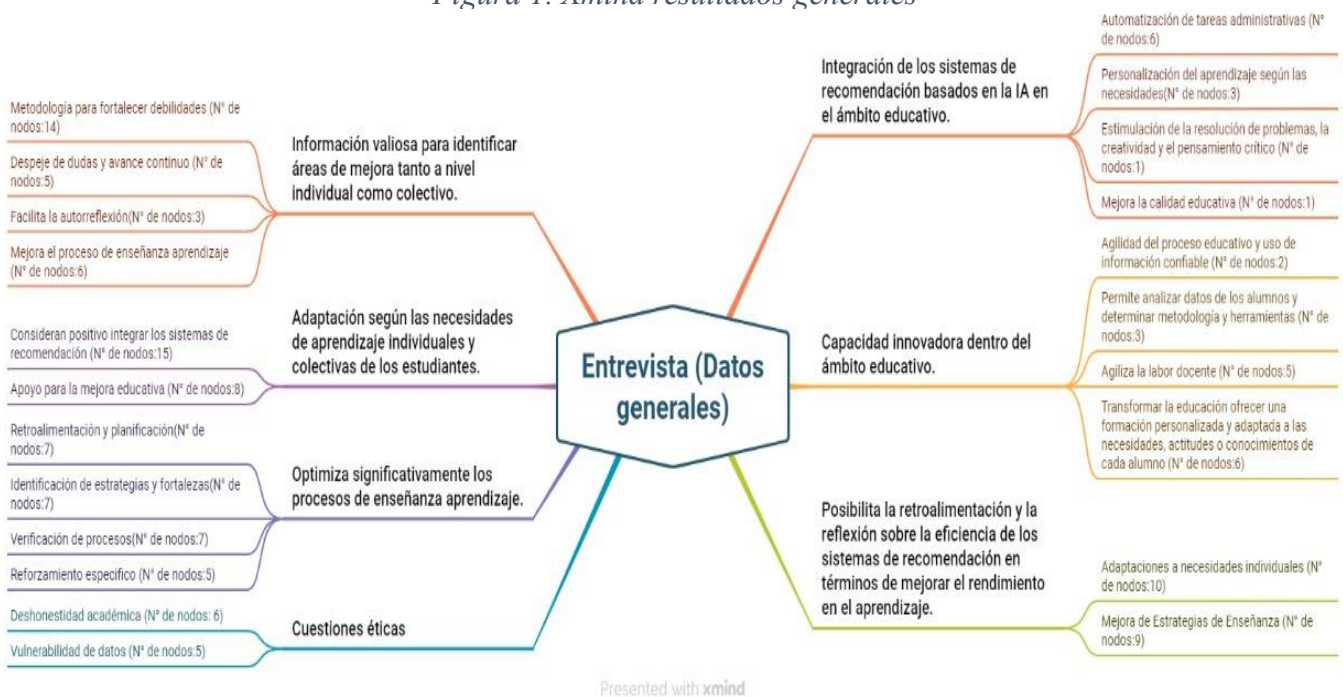 Figura 1. Xmind resultados generales
Metodología para fortalecer debilidades (N° de
nodos:14)
Despeje de dudas y avance continuo (N° de
nodos:5)
Facilita la autorreflexión(N° de nodos:3)
Mejora el proceso de enseñanza aprendizaje
(N° de nodos:6)
Información valiosa para identificar
áreas de mejora tanto a nivel
individual como colectivo.
Consideran positivo integrar los sistemas de
recomendación (N° de nodos:15)
Apoyo para la mejora educativa (N° de nodos:8)
Adaptación según las necesidades
de aprendizaje individuales y
colectivas de los estudiantes.
Retroalimentación y planificación(N° de
nodos:7)
Identificación de estrategias y fortalezas(N° de
nodos:7)
Verificación de procesos(N° de nodos:7)
Reforzamiento especifico (N° de nodos:5)
Optimiza significativamente los
procesos de enseñanza aprendizaje.
Deshonestidad académica (N° de nodos: 6)
Vulnerabilidad de datos (N° de nodos:5)
Cuestiones éticas
Entrevista (Datos
generales)
Integración de los sistemas de
recomendación basados en la IA en
el ámbito educativo.
Automatización de tareas administrativas (N°
de nodos:6)
Personalización del aprendizaje según las
necesidades(N° de nodos:3)
Estimulación de la resolución de problemas, la
creatividad y el pensamiento crítico (N° de
nodos:1)
Mejora la calidad educativa (N° de nodos:1)
Capacidad innovadora dentro del
ámbito educativo.
Agilidad del proceso educativo y uso de
información confiable (N° de nodos:2)
Permite analizar datos de los alumnos y
determinar metodología y herramientas (N° de
nodos:3)
Agiliza la labor docente (N° de nodos:5)
Transformar la educación ofrecer una
formación personalizada y adaptada a las
necesidades, actitudes o conocimientos de
cada alumno (N° de nodos:6)
Posibilita la retroalimentación y la
reflexión sobre la eficiencia de los
sistemas de recomendación en
términos de mejorar el rendimiento
en el aprendizaje.
Adaptaciones a necesidades individuales (N°
de nodos:10)
Mejora de Estrategias de Enseñanza (N° de
nodos:9)
Presented with xmind